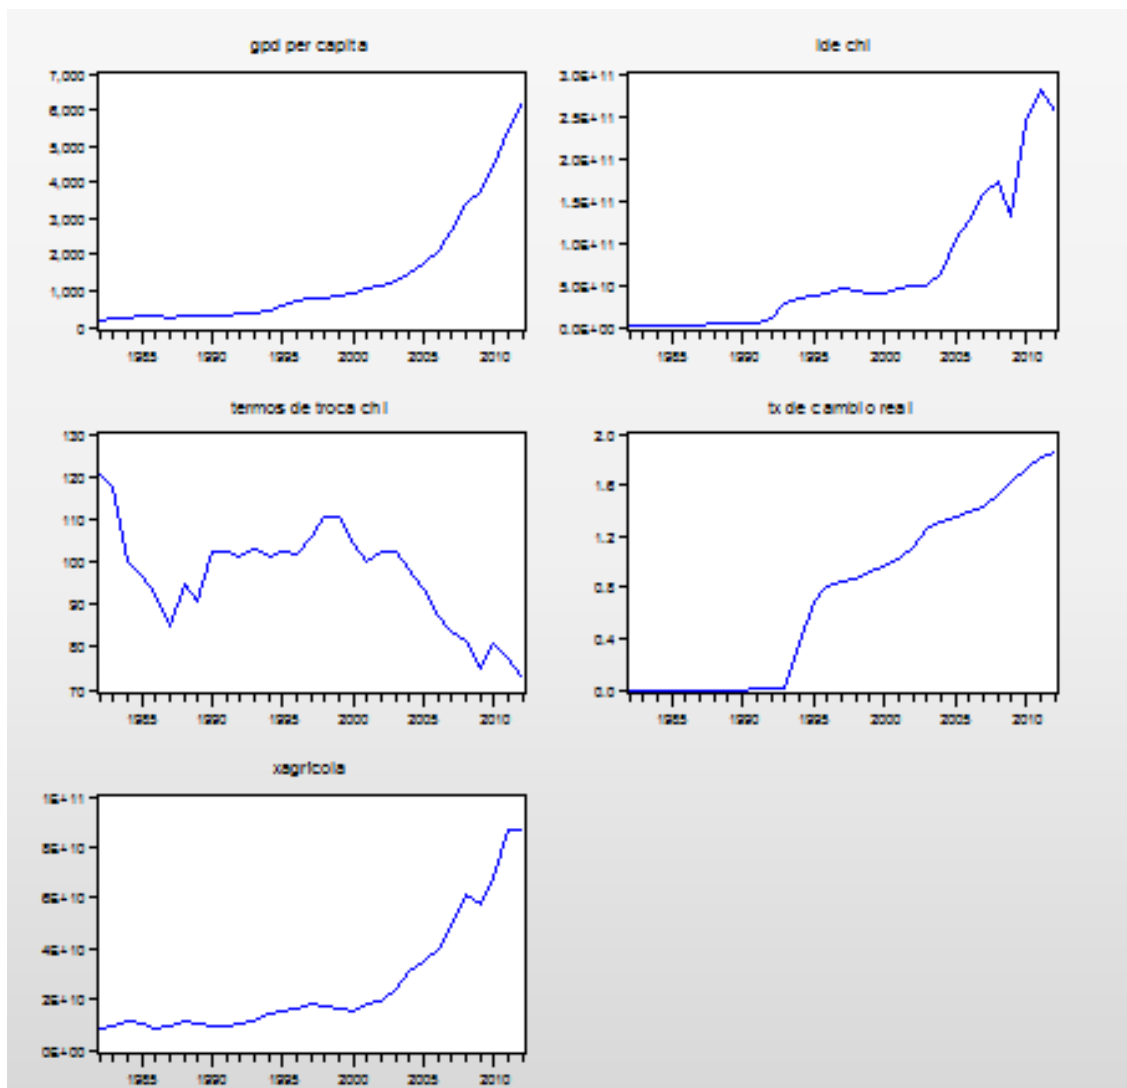 gpd per capita
7,000
6,000
5,000
4,000
3,000
2,000
1,000
0
1985 1990 1995 2000 2005 2010
ide chi
3.0E+11
2.5E+11
2.0E+11
1.5E+11
1.0E+11
5.0E+10
0.0E+00
1985 1990 1995 2000 2005 2010
termos de troca chi
130
120
110
100
90
80
70
1985 1990 1995 2000 2005 2010
tx de cambio real
2.0
1.6
1.2
0.8
0.4
0.0
1985 1990 1995 2000 2005 2010
xagricola
1E+11
8E+10
6E+10
4E+10
2E+10
0E+00
1985 1990 1995 2000 2005 2010